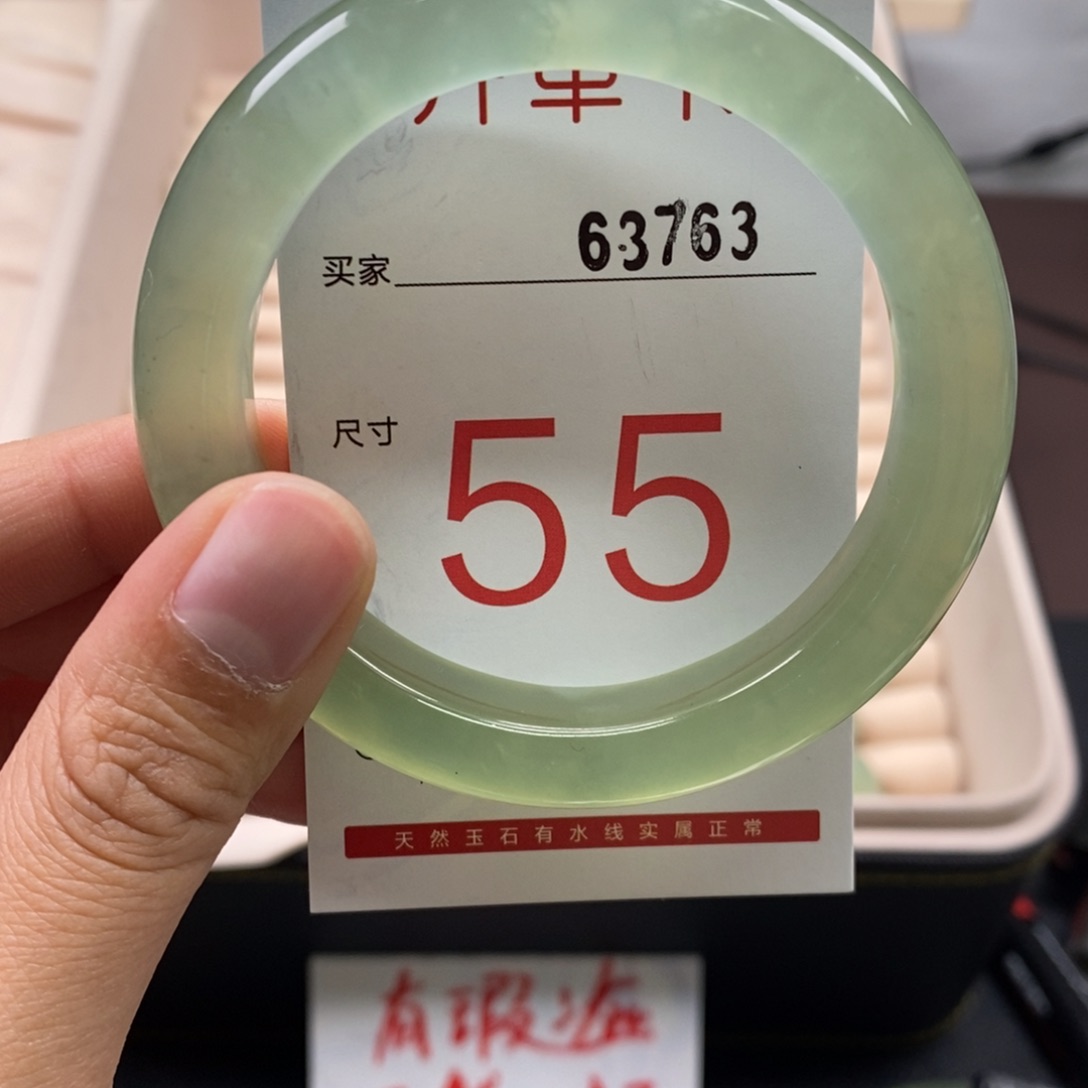 买家 63763
尺寸 55
天然玉石有水线实属正常
有瑕疵